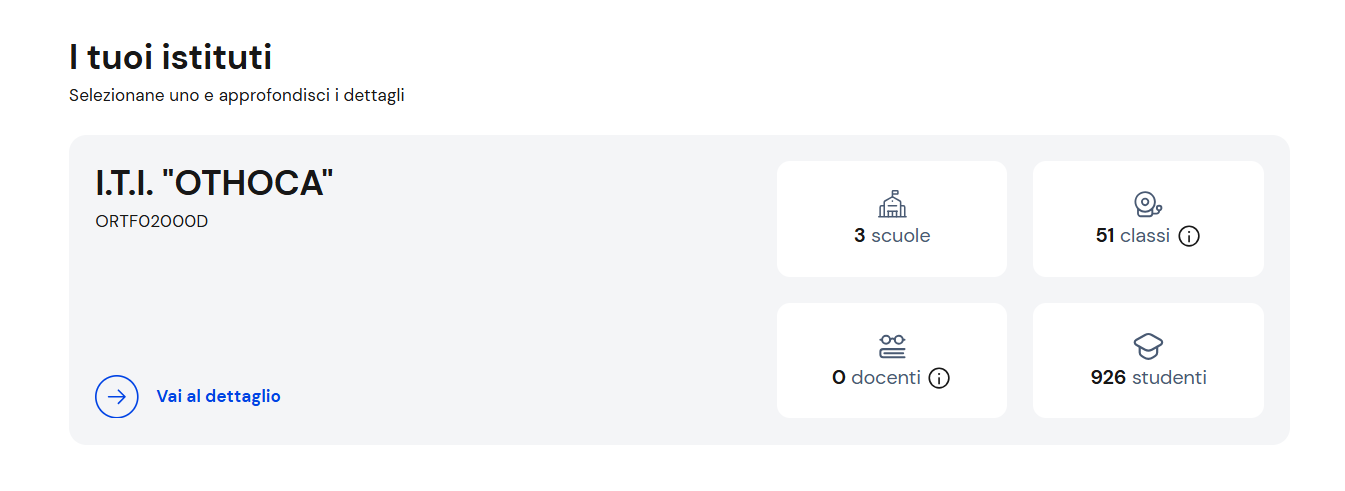 I tuoi istituti
Selezionane uno e approfondisci i dettagli
I.T.I. "OTHOCA"
ORTF02000D
3 scuole
51 classi
0 docenti
926 studenti
Vai al dettaglio